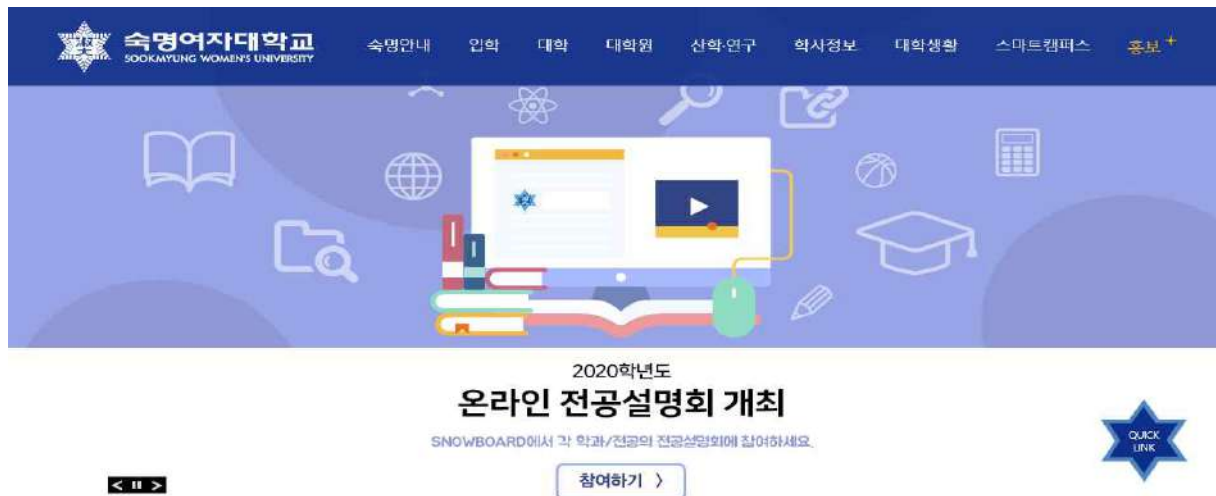 숙명여자대학교
SOOKMYUNG WOMEN'S UNIVERSITY
숙명안내 입학 대학 대학원 산학·연구 학사정보 대학생활 스마트캠퍼스 홍보
2020학년도
온라인 전공설명회 개최
SNOWBOARD에서 각 학과/전공의 전공설명회에 참여하세요.
참여하기 >
QUICK
LINK